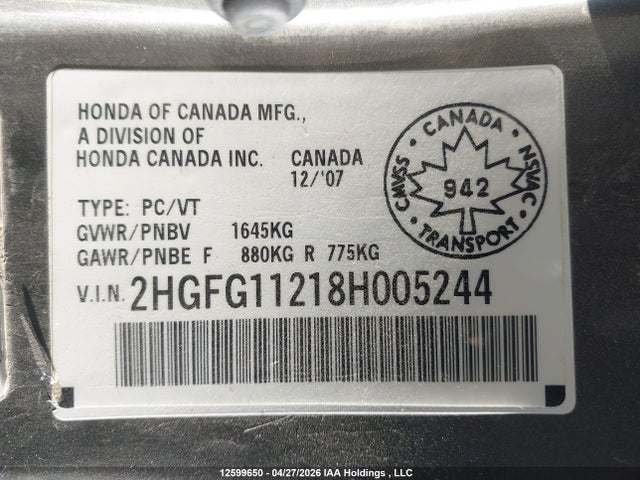 HONDA OF CANADA MFG.,
A DIVISION OF
HONDA CANADA INC. CANADA
12/'07
TYPE: PC/VT
GVWR/PNBV 1645KG
GAWR/PNBE F 880KG R 775KG
V.I.N. 2HGFG11218H005244
CANADA
CMVSS 942 NSVAC
TRANSPORT
12599650 - 04/27/2026 IAA Holdings , LLC